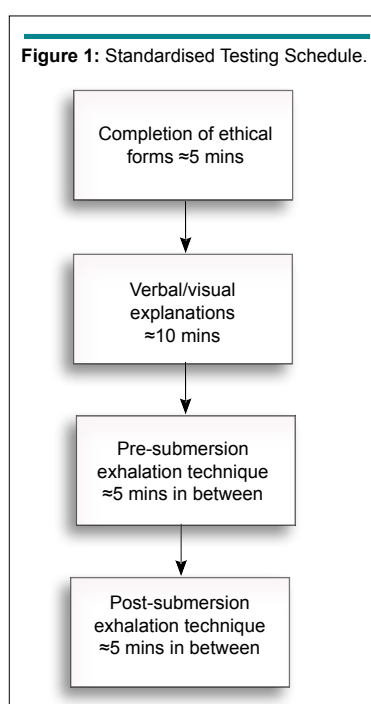 Figure 1: Standardised Testing Schedule.
Completion of ethical
forms ≈5 mins
Verbal/visual
explanations
≈10 mins
Pre-submersion
exhalation technique
≈5 mins in between
Post-submersion
exhalation technique
≈5 mins in between